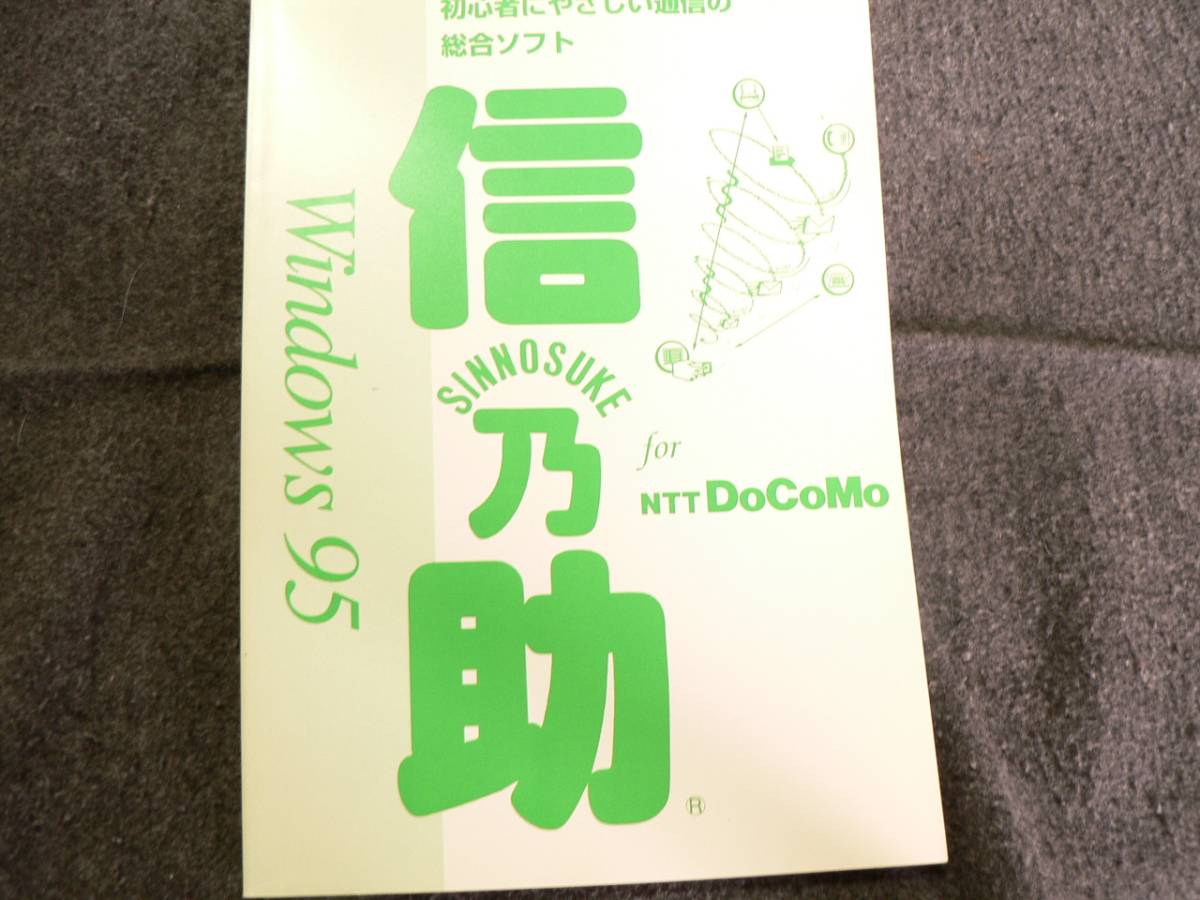 初心者にやさしい通信の
総合ソフト
信
SINNOSUKE
乃
助
®
for
NTT DoCoMo
Windows 95